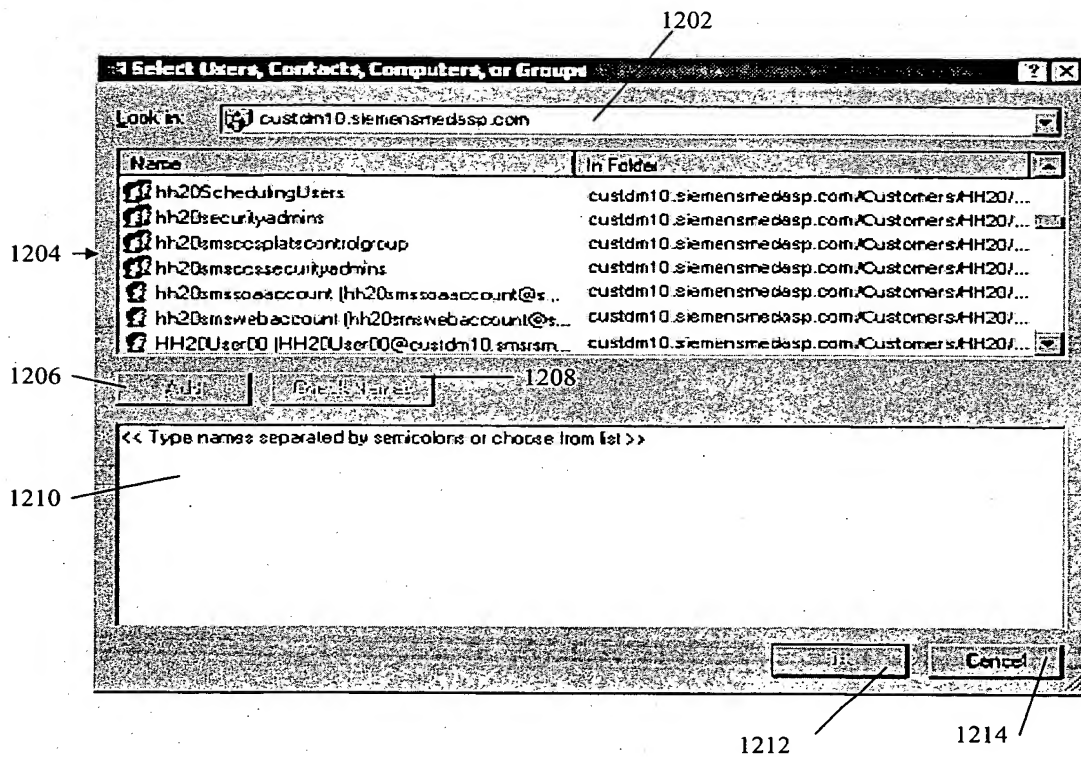 1202
Select Users, Contacts, Computers, or Groups
Look in: custdm10.siemensmedasp.com
Name In Folder
hh20SchedulingUsers custdm10.siemensmedasp.com/Customers/HH20/...
hh20securityadmins custdm10.siemensmedasp.com/Customers/HH20/...
hh20smsccsplatscontrolgroup custdm10.siemensmedasp.com/Customers/HH20/...
1204
hh20smsccssecurityadmins custdm10.siemensmedasp.com/Customers/HH20/...
custdm10.siemensmedasp.com/Customers/HH20/...
hh20smswebaccount (hh20smswebaccount@s... custdm10.siemensmedasp.com/Customers/HH20/...
HH20User00 (HH20User00@custdm10.smsrsm... custdm10.siemensmedasp.com/Customers/HH20/...
1206 Add Check Names 1208
<< Type names separated by semicolons or choose from list >>
1210
Cancel
1212 1214